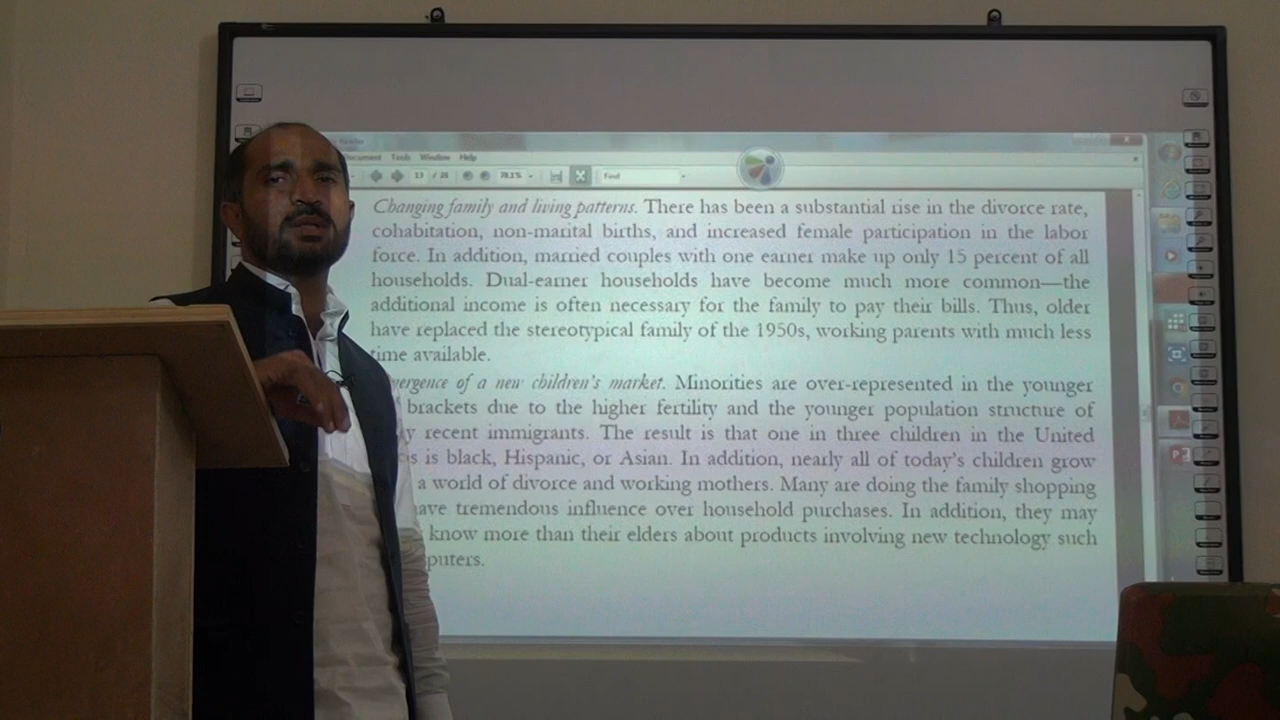 Document Tools Window Help
13 / 26 78.1% Find
Changing family and living patterns. There has been a substantial rise in the divorce rate,
cohabitation, non-marital births, and increased female participation in the labor
force. In addition, married couples with one earner make up only 15 percent of all
households. Dual-earner households have become much more common—the
additional income is often necessary for the family to pay their bills. Thus, older
have replaced the stereotypical family of the 1950s, working parents with much less
time available.
ergence of a new children's market. Minorities are over-represented in the younger
brackets due to the higher fertility and the younger population structure of
y recent immigrants. The result is that one in three children in the United
is black, Hispanic, or Asian. In addition, nearly all of today's children grow
a world of divorce and working mothers. Many are doing the family shopping
ave tremendous influence over household purchases. In addition, they may
know more than their elders about products involving new technology such
puters.